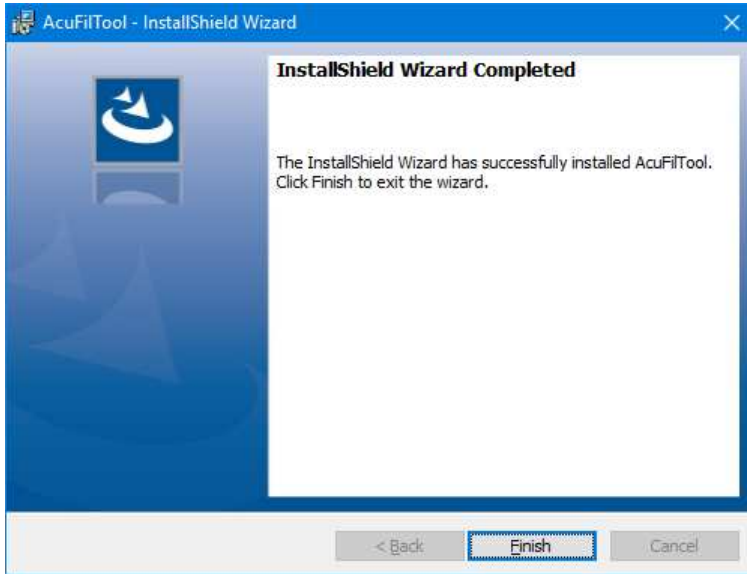 AcuFilTool - InstallShield Wizard
InstallShield Wizard Completed
The InstallShield Wizard has successfully installed AcuFilTool.
Click Finish to exit the wizard.
< Back Finish Cancel